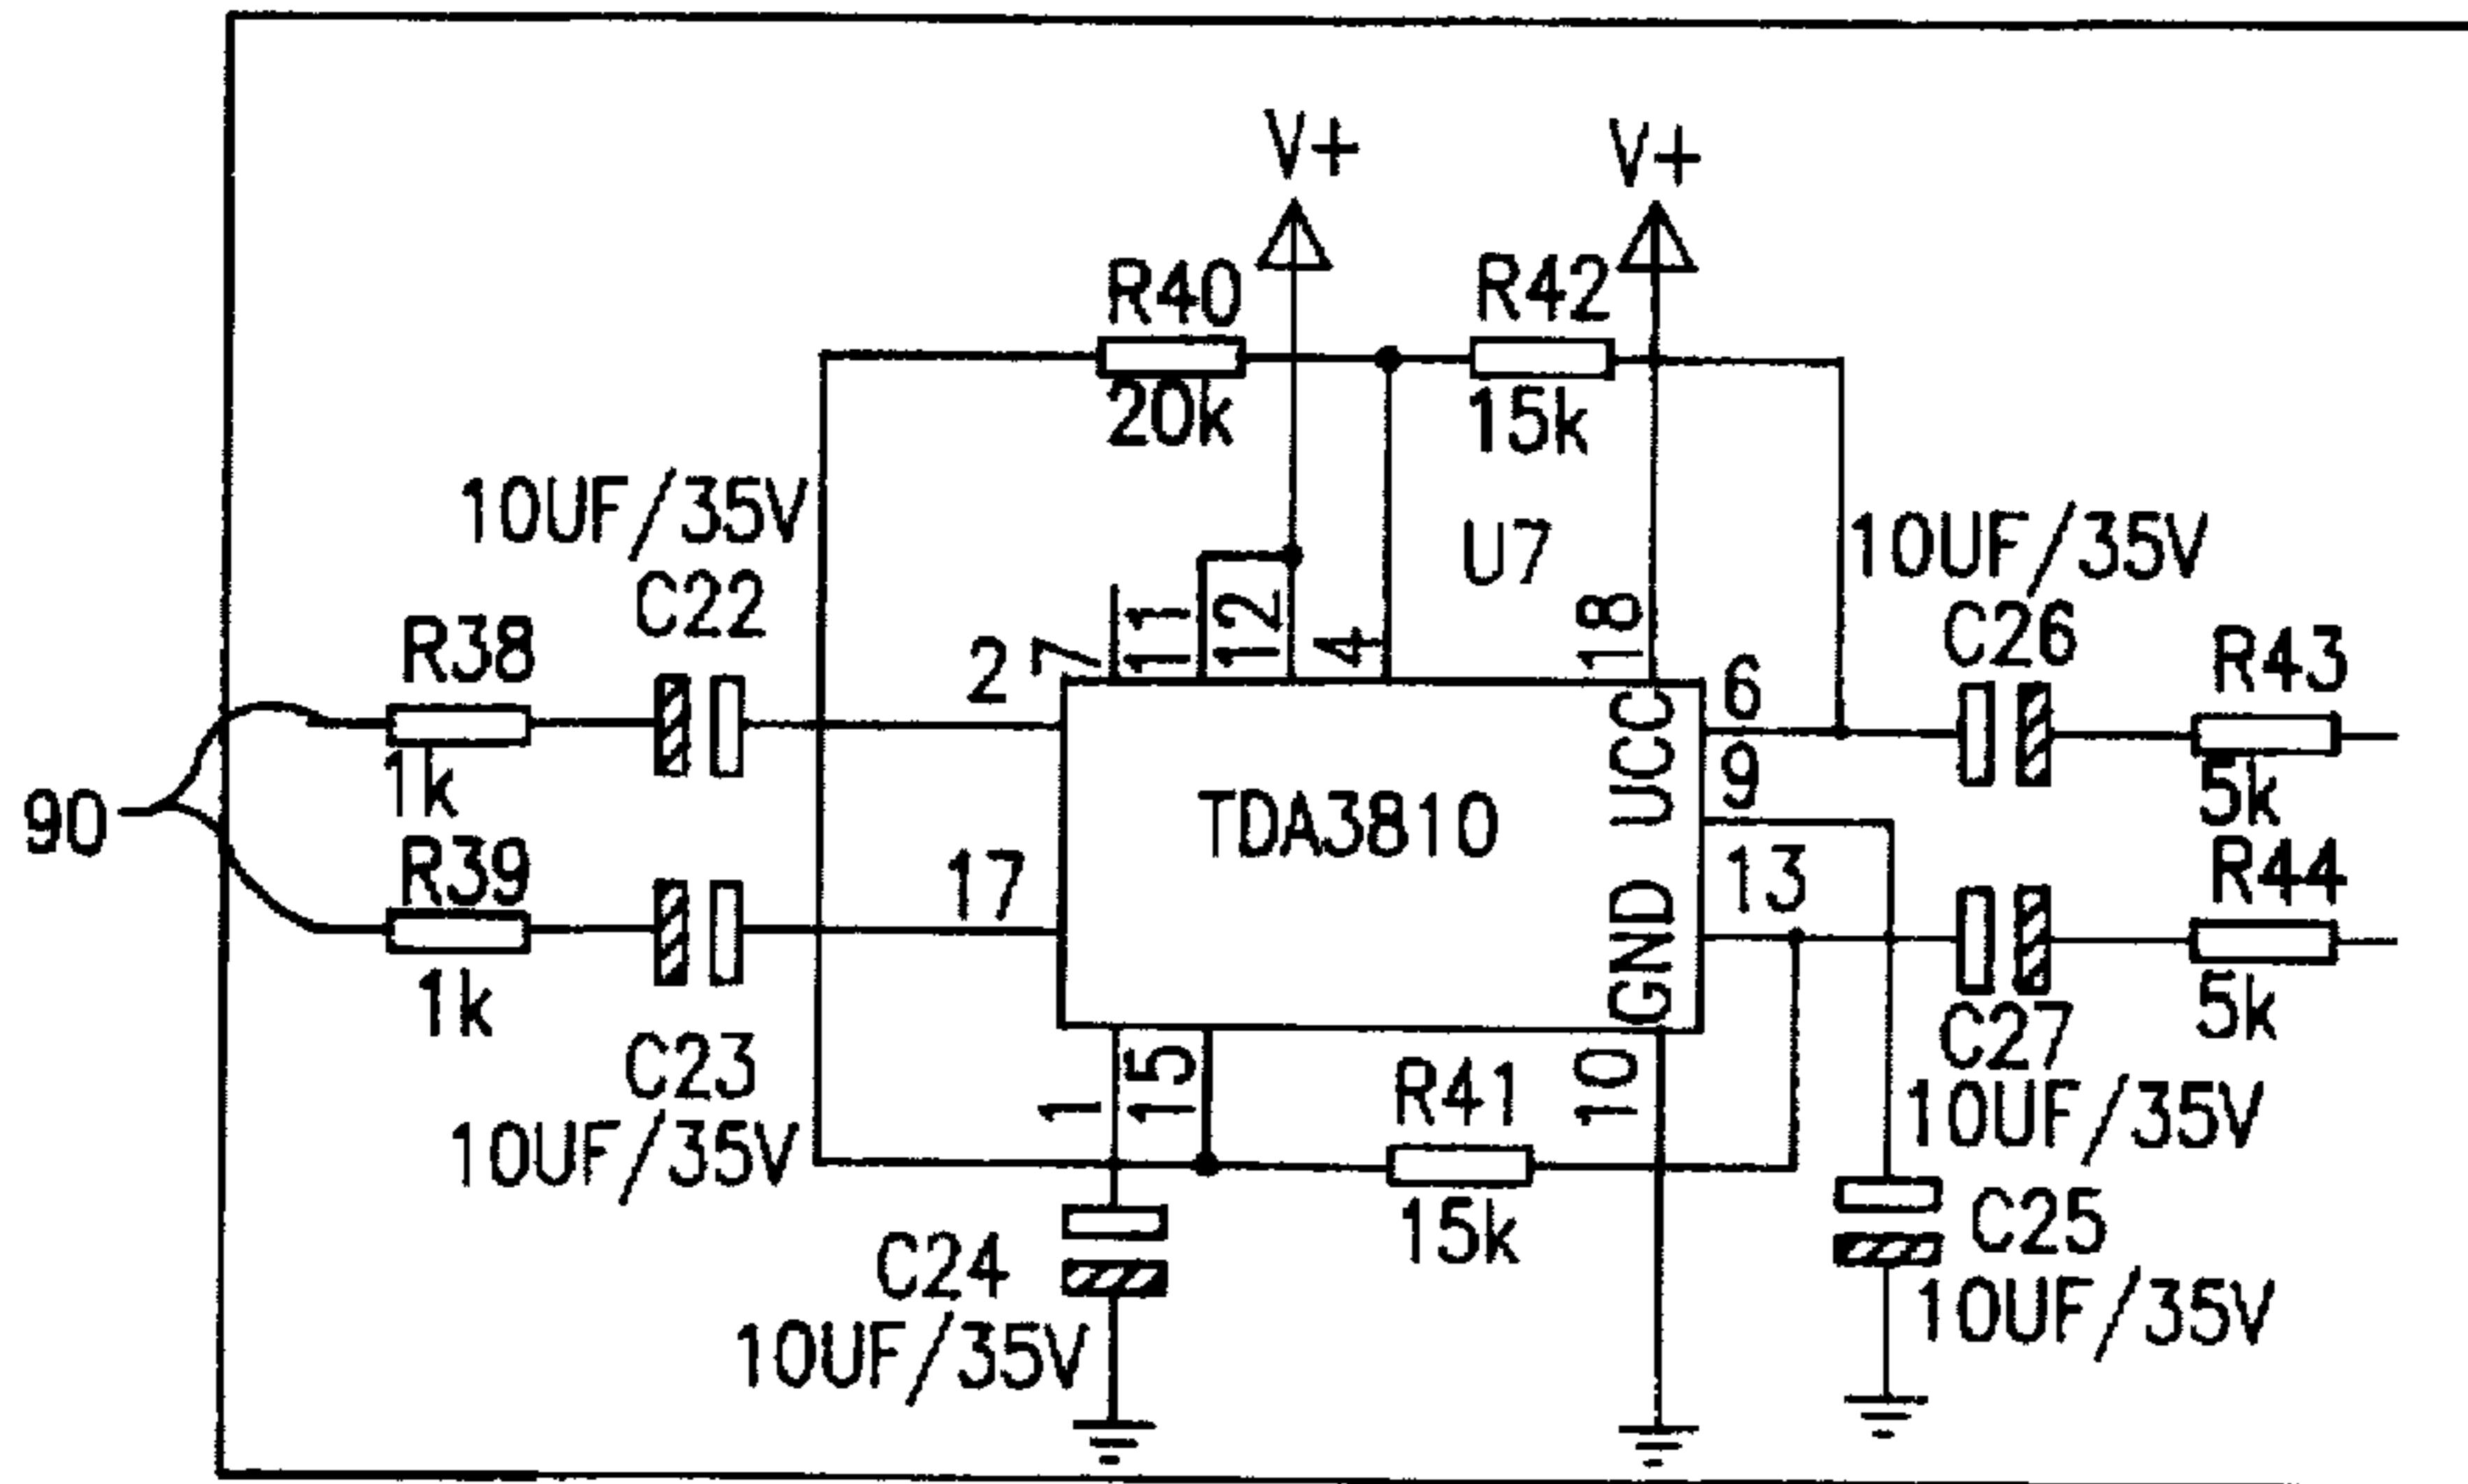 V+
V+
R40
R42
20k
15k
10UF/35V
C22
U7
10UF/35V
C26
R38
2
7
11
12
4
18
6
R43
1k
UCC
9
5k
90
TDA3810
R39
17
GND
13
R44
1k
5k
C23
10UF/35V
1
15
R41
10
C27
10UF/35V
15k
C24
10UF/35V
C25
10UF/35V